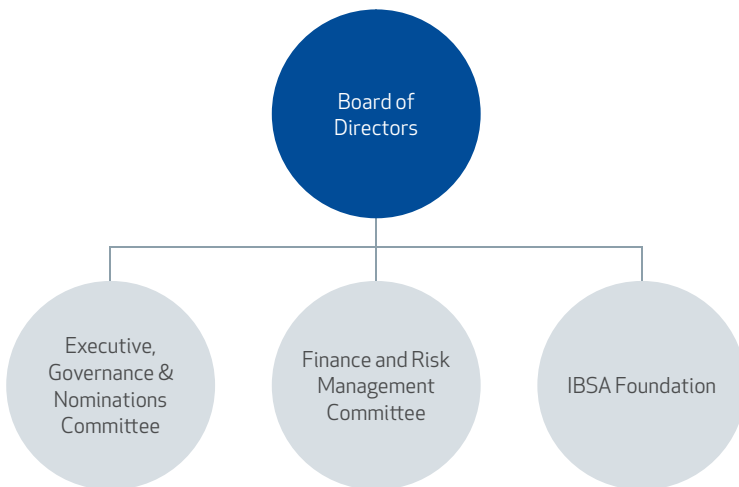 Board of
Directors
Executive,
Governance &
Nominations
Committee
Finance and Risk
Management
Committee
IBSA Foundation